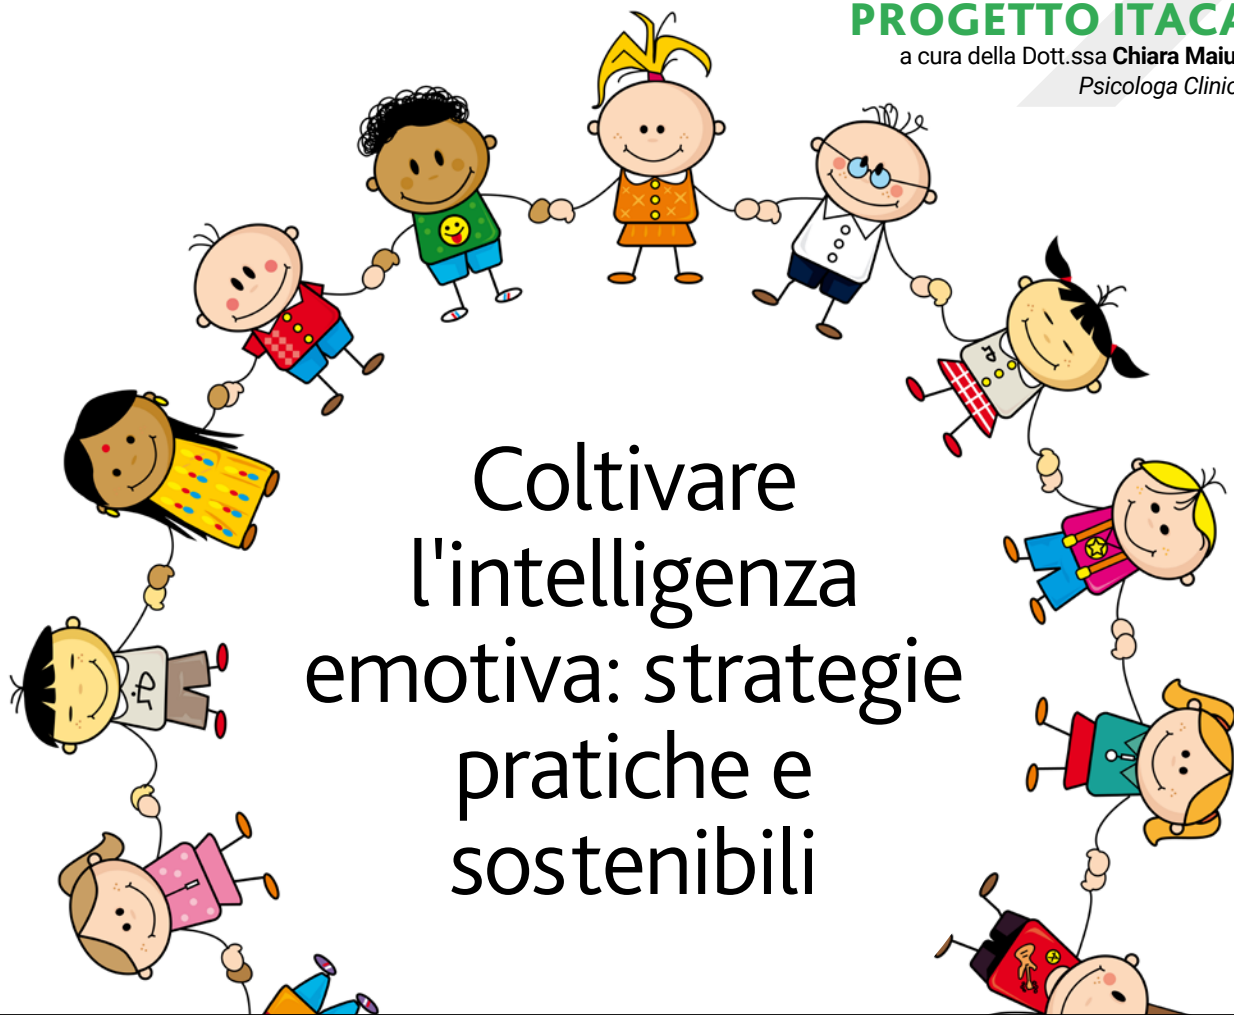 PROGETTO ITACA
a cura della Dott.ssa Chiara
Psicologa
Coltivare
l'intelligenza
emotiva: strategie
pratiche e
sostenibili